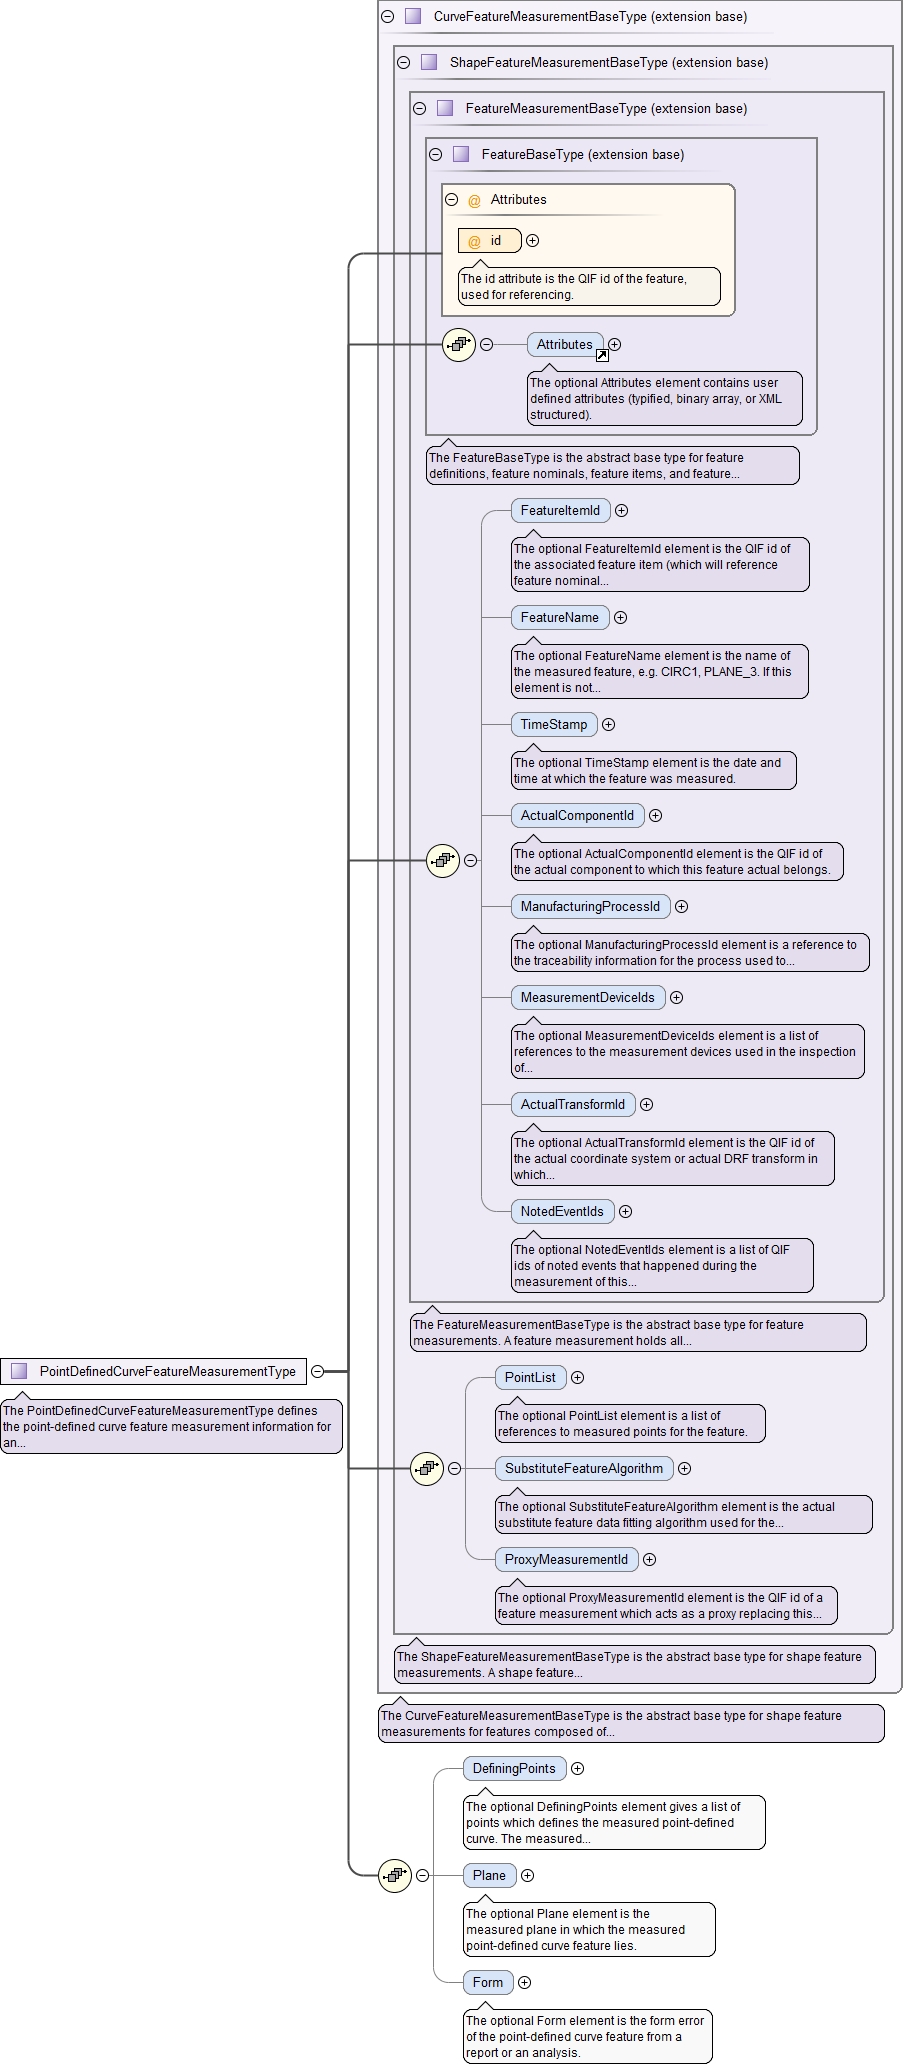 CurveFeatureMeasurementBaseType (extension base)
ShapeFeatureMeasurementBaseType (extension base)
FeatureMeasurementBaseType (extension base)
FeatureBaseType (extension base)
@ Attributes
@ id
The id attribute is the QIF id of the feature,
used for referencing.
Attributes
The optional Attributes element contains user
defined attributes (typified, binary array, or XML
structured).
The FeatureBaseType is the abstract base type for feature
definitions, feature nominals, feature items, and feature...
FeatureItemId
The optional FeatureItemId element is the QIF id of
the associated feature item (which will reference
feature nominal...
FeatureName
The optional FeatureName element is the name of
the measured feature, e.g. CIRC1, PLANE_3. If this
element is not...
TimeStamp
The optional TimeStamp element is the date and
time at which the feature was measured.
ActualComponentId
The optional ActualComponentId element is the QIF id of
the actual component to which this feature actual belongs.
ManufacturingProcessId
The optional ManufacturingProcessId element is a reference to
the traceability information for the process used to...
MeasurementDeviceIds
The optional MeasurementDeviceIds element is a list of
references to the measurement devices used in the inspection
of...
ActualTransformId
The optional ActualTransformId element is the QIF id of
the actual coordinate system or actual DRF transform in
which...
NotedEventIds
The optional NotedEventIds element is a list of QIF
ids of noted events that happened during the
measurement of this...
The FeatureMeasurementBaseType is the abstract base type for feature
measurements. A feature measurement holds all...
PointDefinedCurveFeatureMeasurementType
The PointDefinedCurveFeatureMeasurementType defines
the point-defined curve feature measurement information for
an...
PointList
The optional PointList element is a list of
references to measured points for the feature.
SubstituteFeatureAlgorithm
The optional SubstituteFeatureAlgorithm element is the actual
substitute feature data fitting algorithm used for the...
ProxyMeasurementId
The optional ProxyMeasurementId element is the QIF id of a
feature measurement which acts as a proxy replacing this...
The ShapeFeatureMeasurementBaseType is the abstract base type for shape feature
measurements. A shape feature...
The CurveFeatureMeasurementBaseType is the abstract base type for shape feature
measurements for features composed of...
DefiningPoints
The optional DefiningPoints element gives a list of
points which defines the measured point-defined
curve. The measured...
Plane
The optional Plane element is the
measured plane in which the measured
point-defined curve feature lies.
Form
The optional Form element is the form error
of the point-defined curve feature from a
report or an analysis.